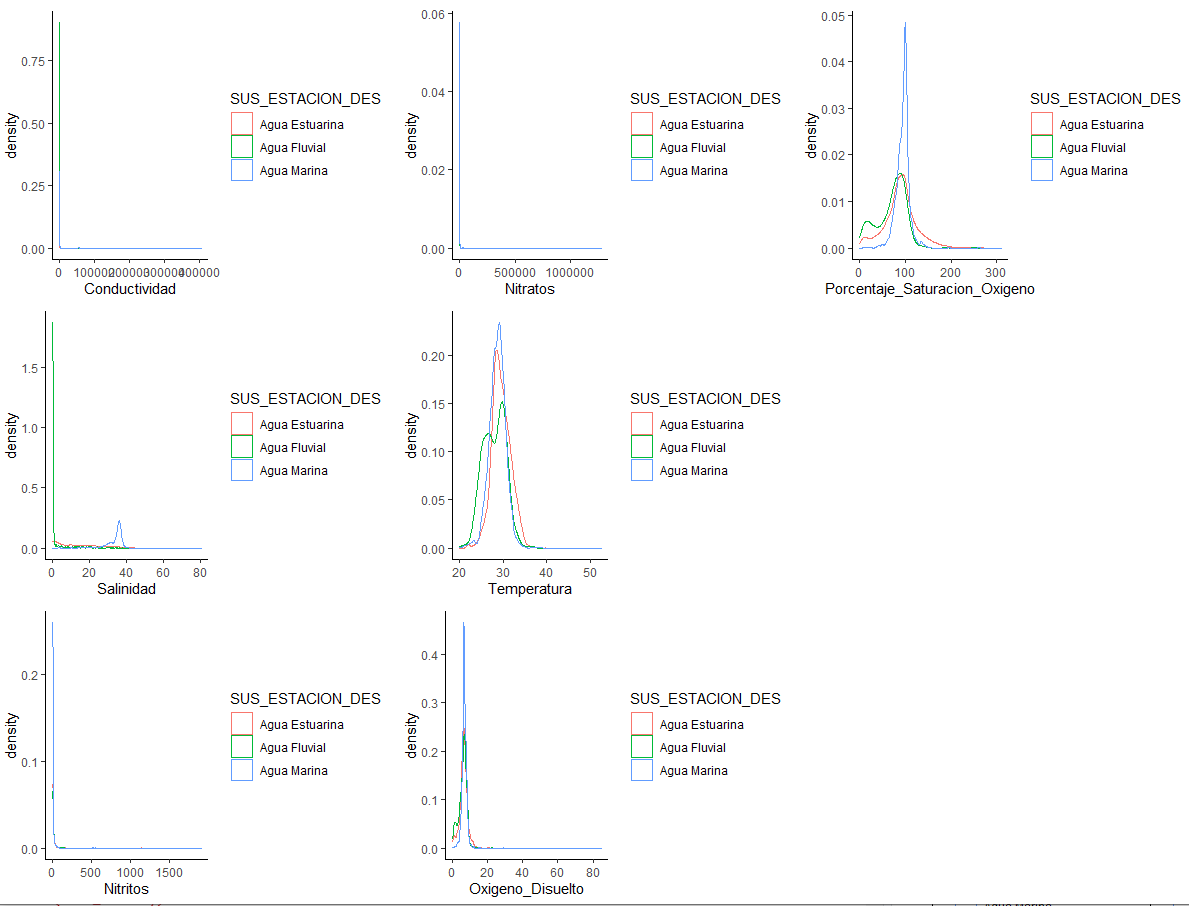 density
0.75
0.50
0.25
0.00
0
100000
200000
300000
400000
Conductividad
SUS_ESTACION_DES
Agua Estuarina
Agua Fluvial
Agua Marina
density
0.06
0.04
0.02
0.00
0
500000
1000000
Nitratos
SUS_ESTACION_DES
Agua Estuarina
Agua Fluvial
Agua Marina
density
0.05
0.04
0.03
0.02
0.01
0.00
0
100
200
300
Porcentaje_Saturacion_Oxigeno
SUS_ESTACION_DES
Agua Estuarina
Agua Fluvial
Agua Marina
density
1.5
1.0
0.5
0.0
0
20
40
60
80
Salinidad
SUS_ESTACION_DES
Agua Estuarina
Agua Fluvial
Agua Marina
density
0.20
0.15
0.10
0.05
0.00
20
30
40
50
Temperatura
SUS_ESTACION_DES
Agua Estuarina
Agua Fluvial
Agua Marina
density
0.2
0.1
0.0
0
500
1000
1500
Nitritos
SUS_ESTACION_DES
Agua Estuarina
Agua Fluvial
Agua Marina
density
0.4
0.3
0.2
0.1
0.0
0
20
40
60
80
Oxigeno_Disuelto
SUS_ESTACION_DES
Agua Estuarina
Agua Fluvial
Agua Marina